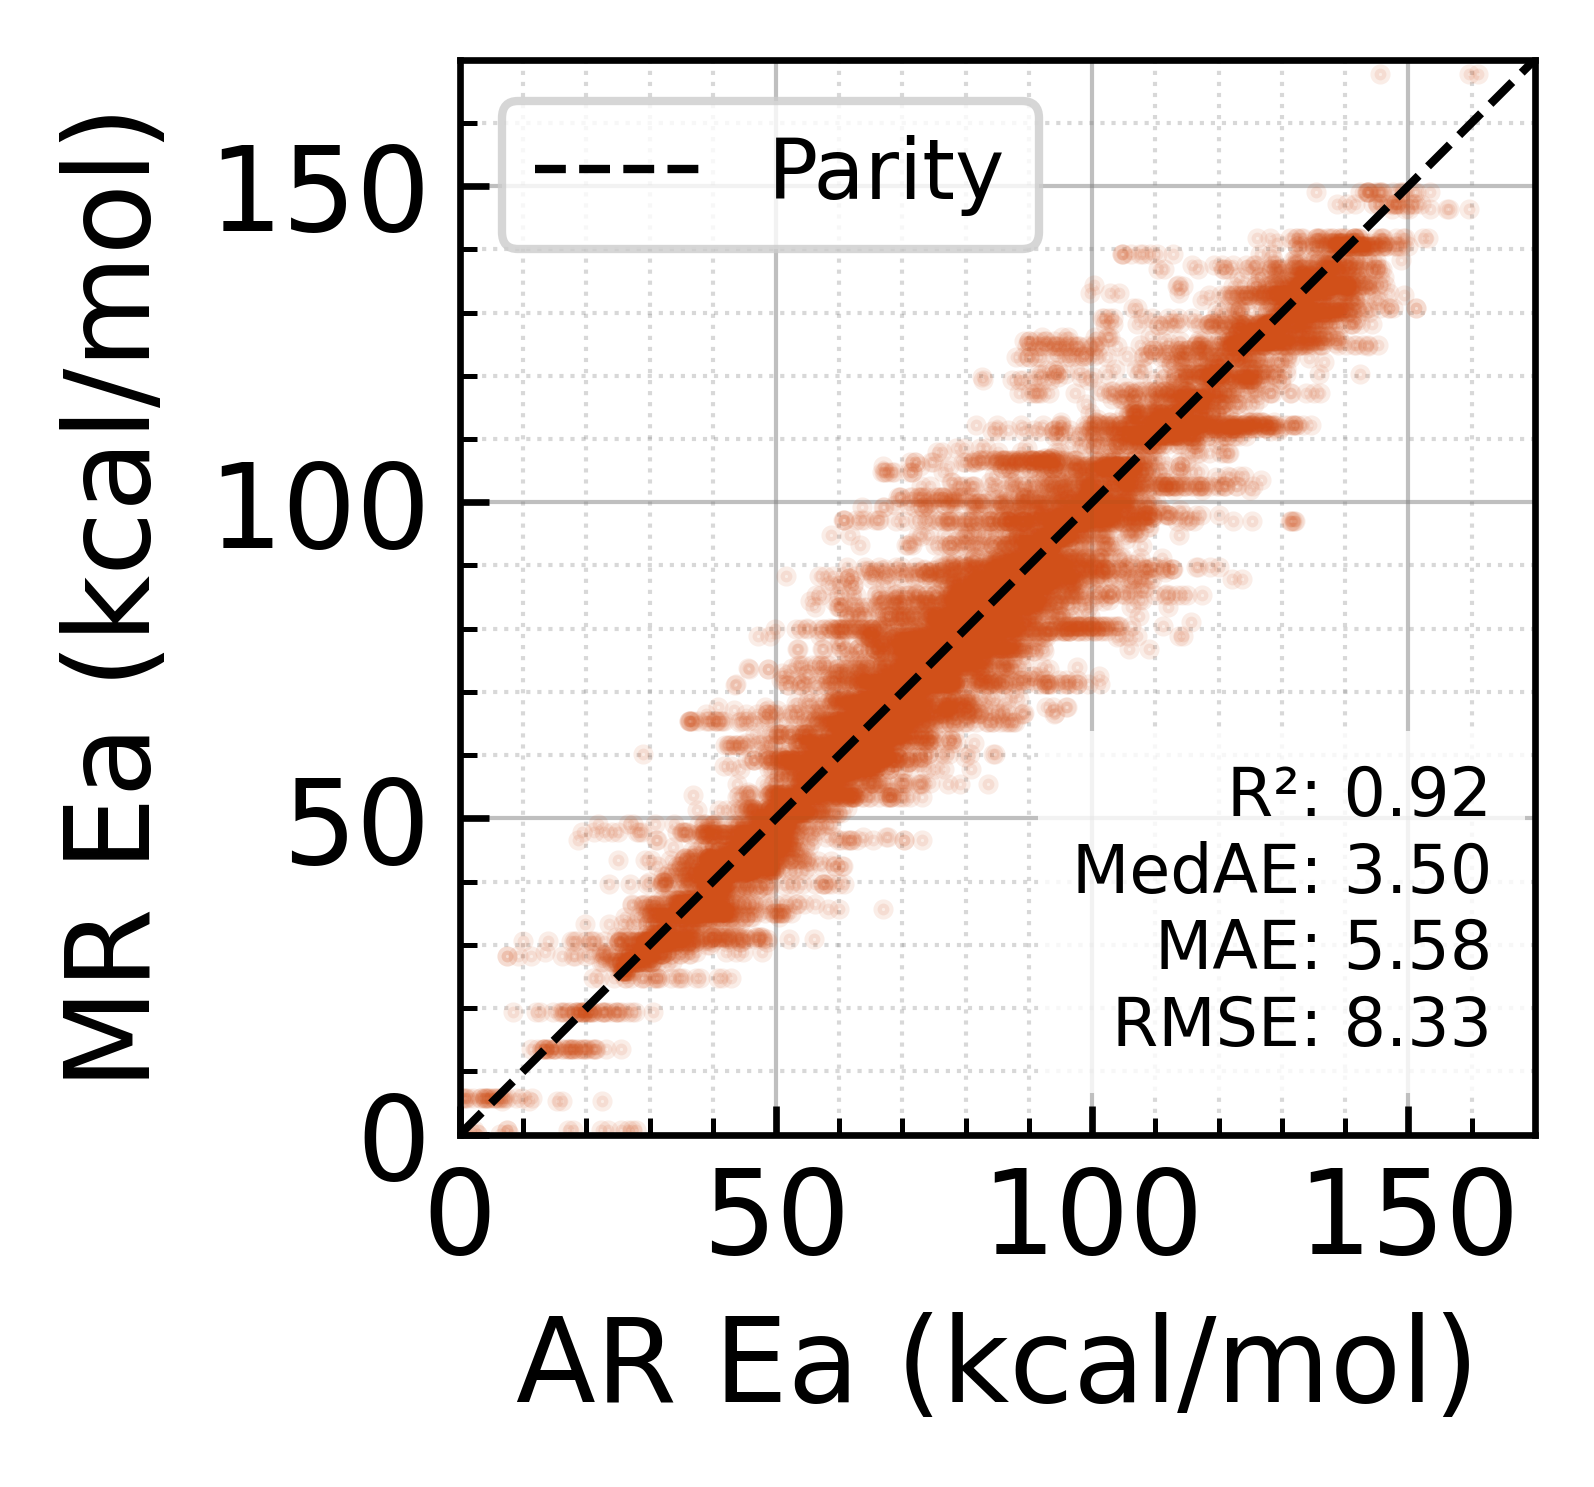 MR Ea (kcal/mol)
150
100
50
0
Parity
R²: 0.92
MedAE: 3.50
MAE: 5.58
RMSE: 8.33
0 50 100 150
AR Ea (kcal/mol)